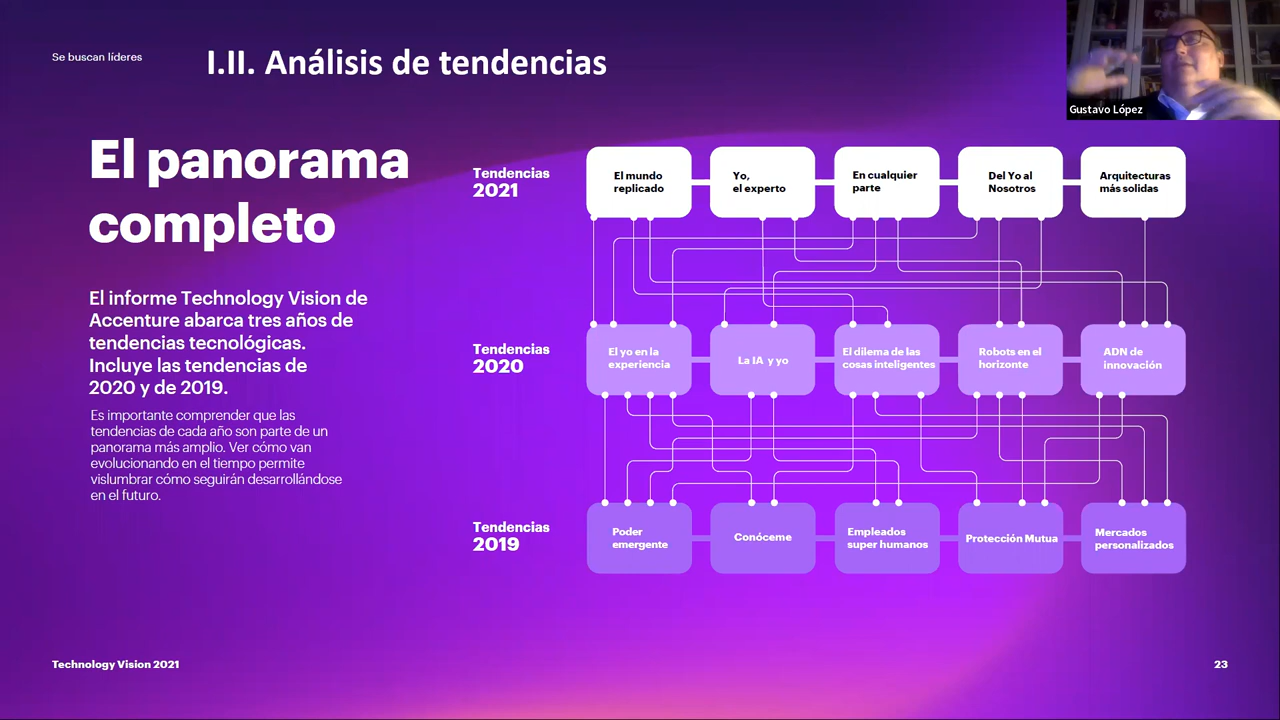 Se buscan líderes
I.II. Análisis de tendencias
Gustavo López
El panorama
completo
El informe Technology Vision de
Accenture abarca tres años de
tendencias tecnológicas.
Incluye las tendencias de
2020 y de 2019.
Es importante comprender que las
tendencias de cada año son parte de un
panorama más amplio. Ver cómo van
evolucionando en el tiempo permite
vislumbrar cómo seguirán desarrollándose
en el futuro.
Tendencias
2021
El mundo
replicado
Yo,
el experto
En cualquier
parte
Del Yo al
Nosotros
Arquitecturas
más solidas
Tendencias
2020
El yo en la
experiencia
La IA y yo
El dilema de las
cosas inteligentes
Robots en el
horizonte
ADN de
innovación
Tendencias
2019
Poder
emergente
Conóceme
Empleados
super humanos
Protección Mutua
Mercados
personalizados
Technology Vision 2021
23